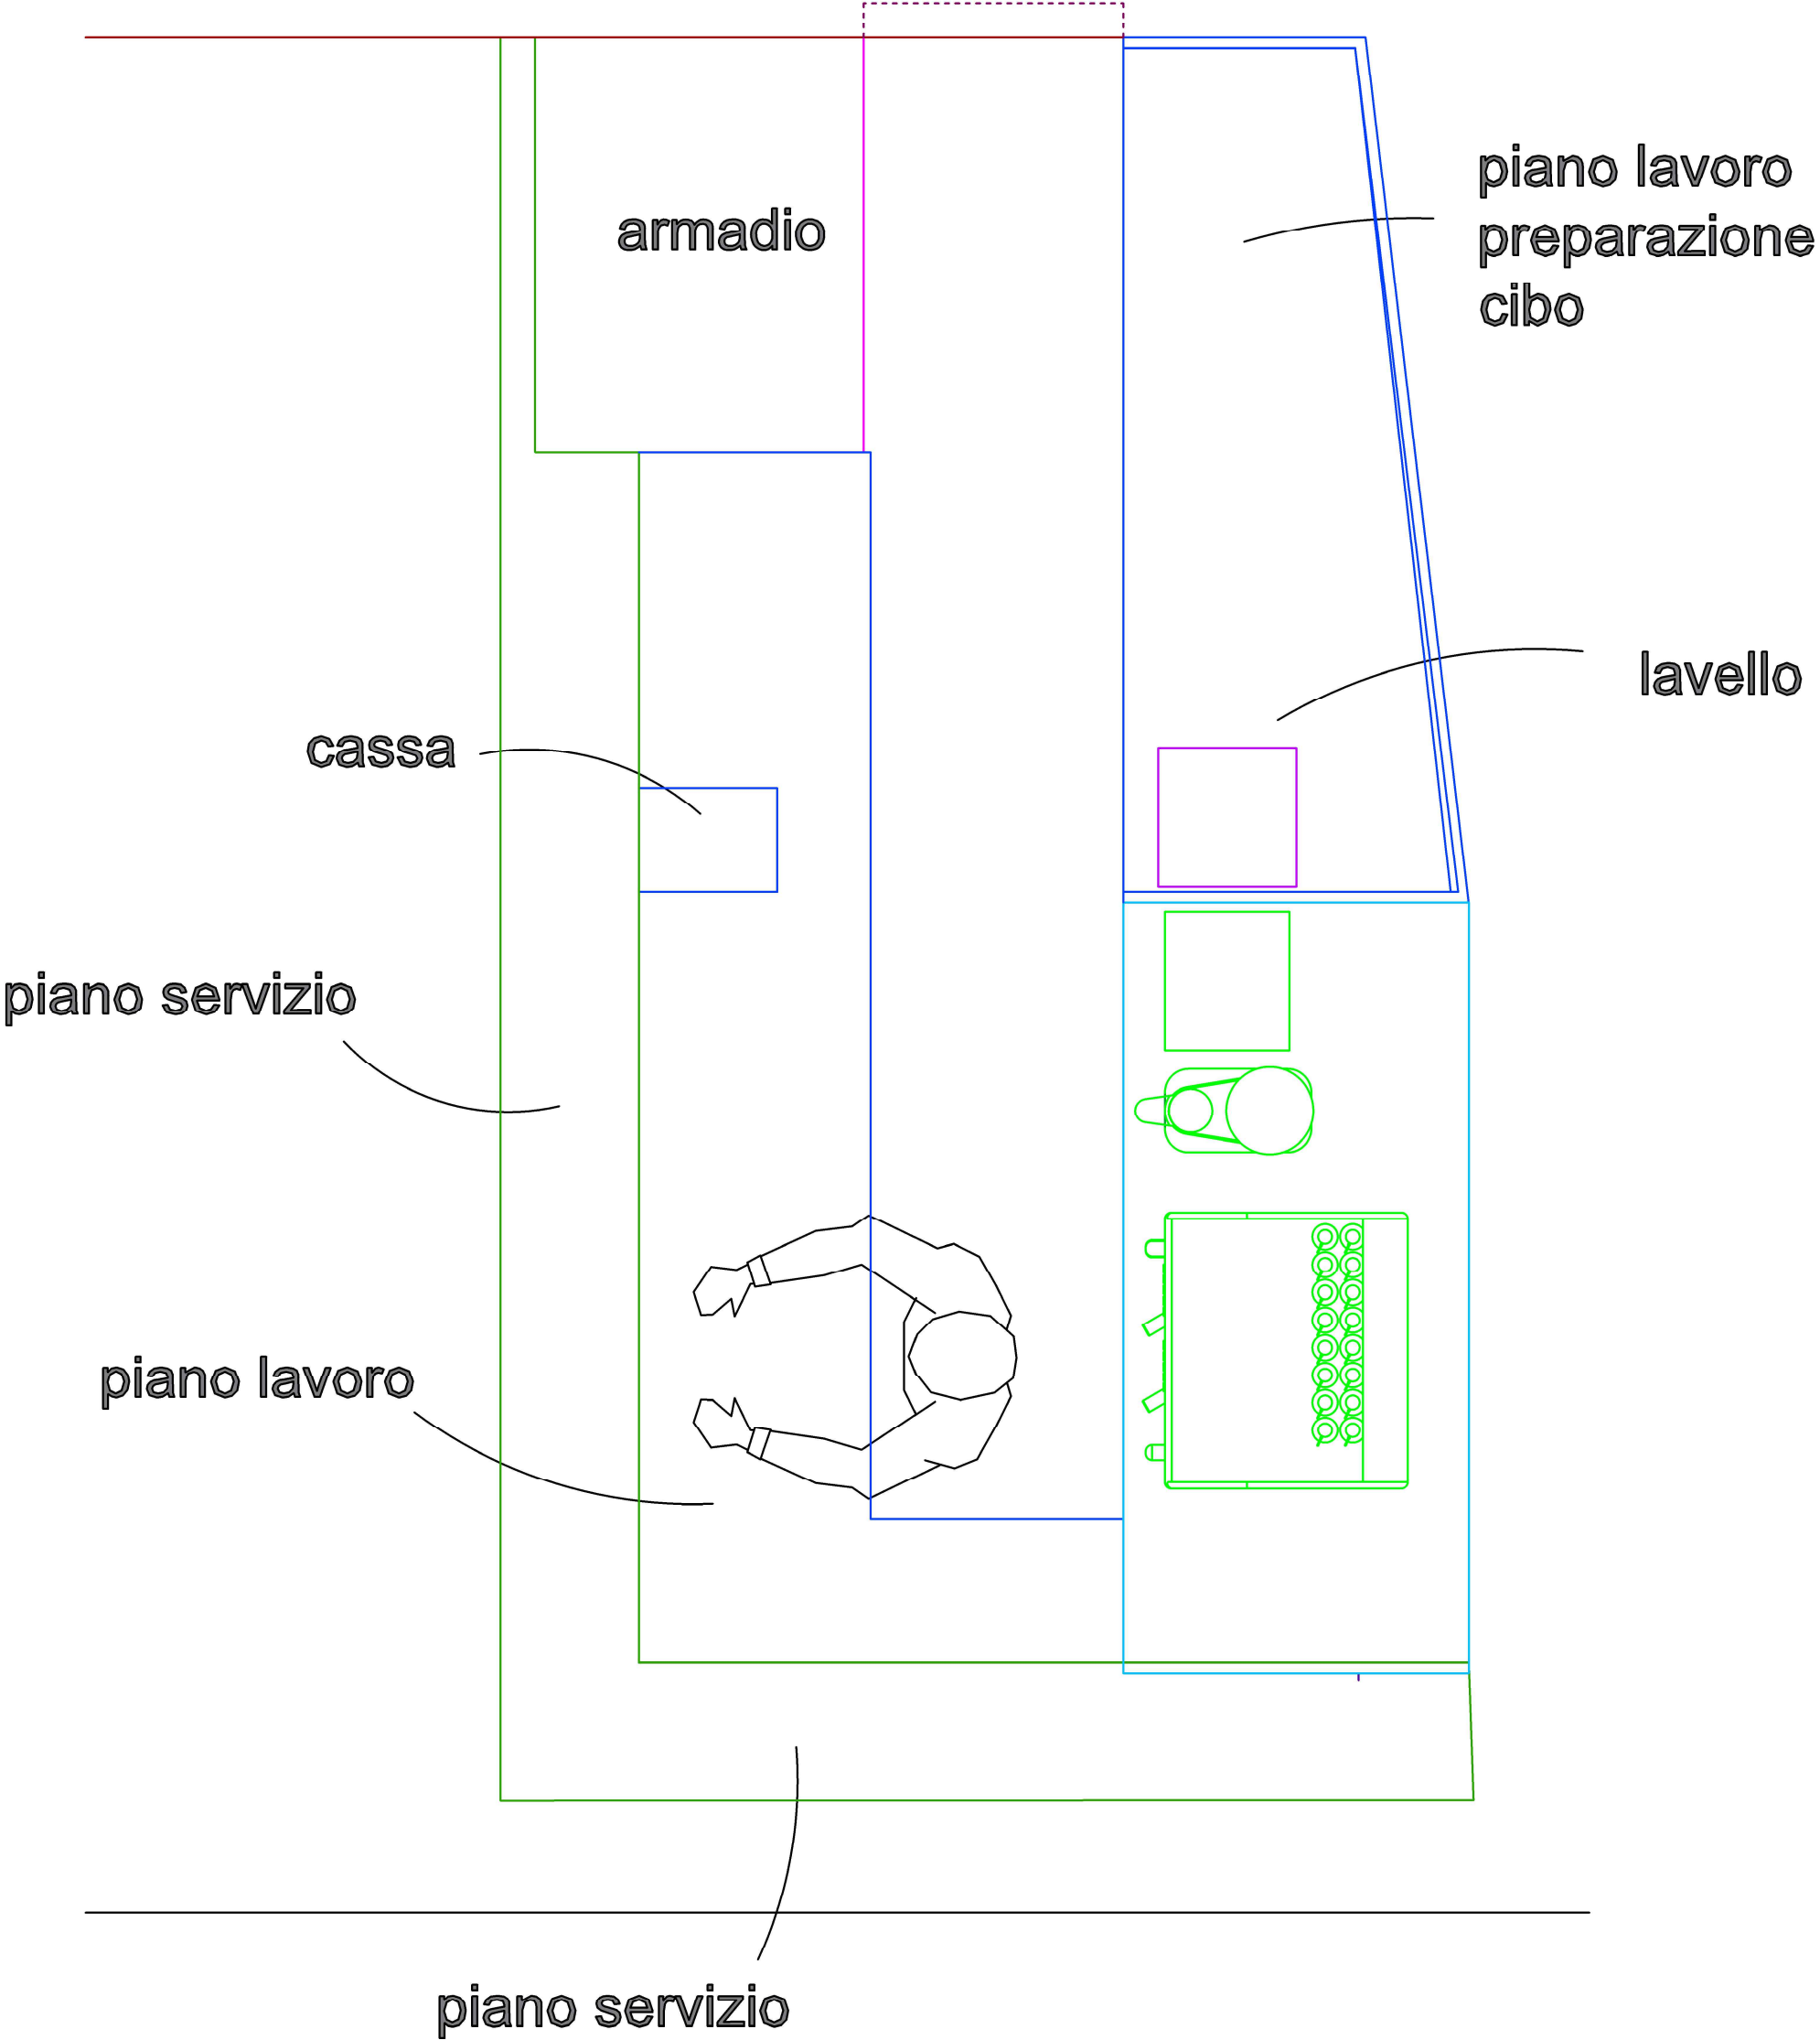 piano lavoro
preparazione
cibo
armadio
lavello
cassa
piano servizio
piano lavoro
piano servizio